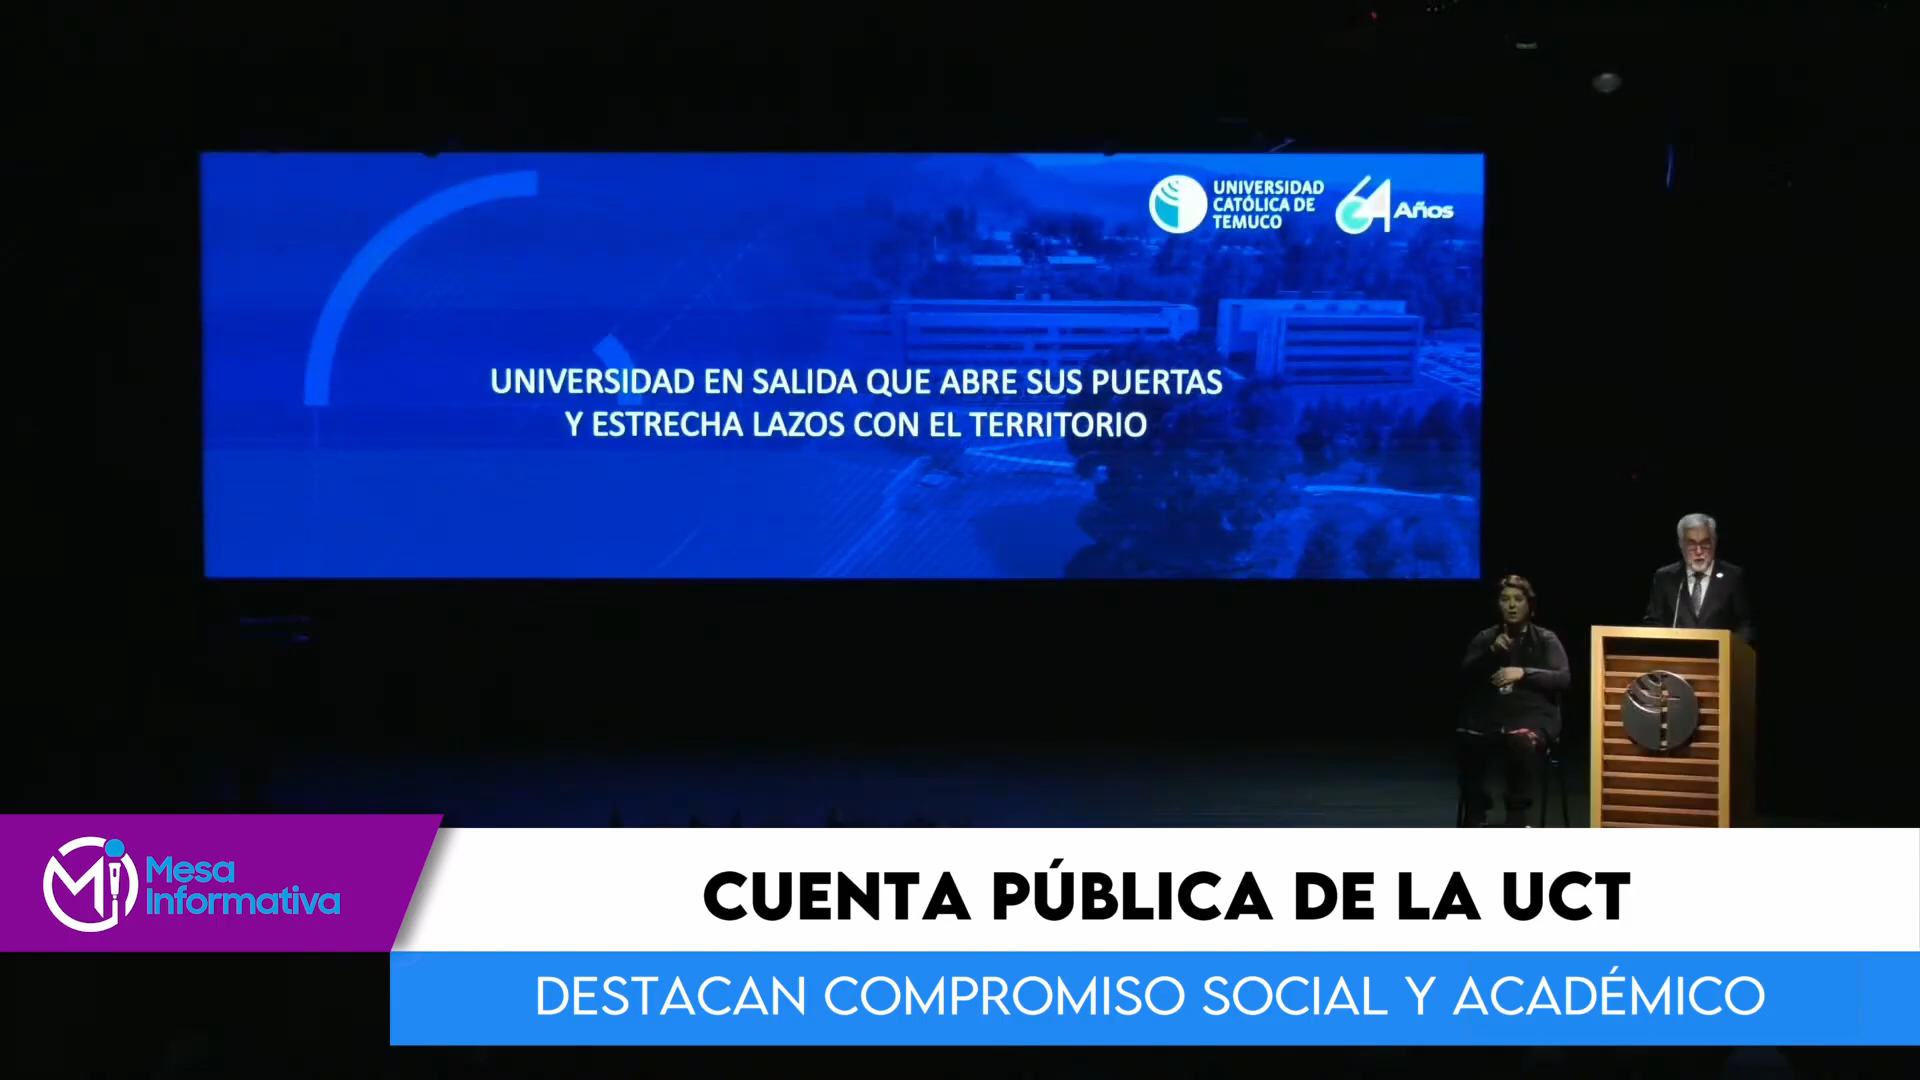 UNIVERSIDAD
CATÓLICA DE
TEMUCO
64 Años
UNIVERSIDAD EN SALIDA QUE ABRE SUS PUERTAS
Y ESTRECHA LAZOS CON EL TERRITORIO
Mesa
Informativa
CUENTA PÚBLICA DE LA UCT
DESTACAN COMPROMISO SOCIAL Y ACADÉMICO